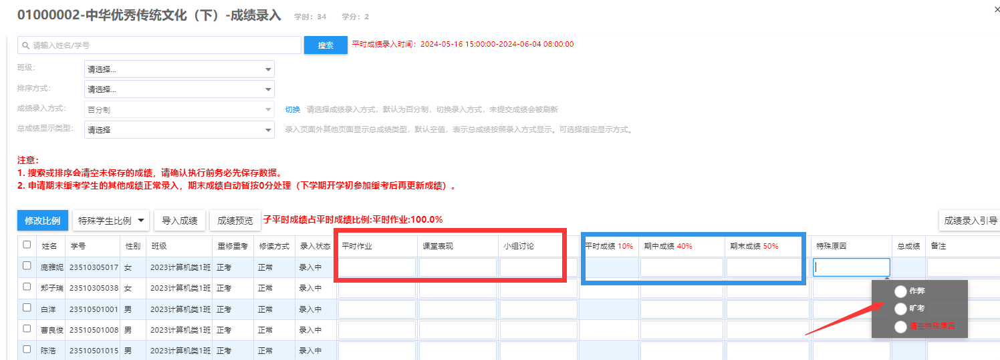 01000002-中华优秀传统文化（下）-成绩录入 学时：34 学分：2
请输入姓名/学号 搜索 平时成绩录入时间：2024-05-16 15:00:00-2024-06-04 08:00:00
班级： 请选择...
排序方式： 请选择...
成绩录入方式： 百分制 切换 请选择成绩录入方式，默认为百分制，切换录入方式，未提交成绩会被刷新
总成绩显示类型： 请选择 录入页面外其他页面显示总成绩类型，默认空值，表示总成绩按照录入方式显示。可选择指定显示方式。
注意：
1. 搜索或排序会清空未保存的成绩，请确认执行前务必先保存数据。
2. 申请期末缓考学生的其他成绩正常录入，期末成绩自动暂按0分处理（下学期开学初参加缓考后再更新成绩）。
修改比例 特殊学生比例 导入成绩 成绩预览 子平时成绩占平时成绩比例:平时作业:100.0% 成绩录入引导
姓名 学号 性别 班级 重修重考 修读方式 录入状态 平时作业 课堂表现 小组讨论 平时成绩 10% 期中成绩 40% 期末成绩 50% 特殊原因 总成绩 备注
庞雅妮 23510305017 女 2023计算机类1班 正考 正常 录入中
郑子瑞 23510305038 女 2023计算机类1班 正考 正常 录入中
白洋 23510501001 男 2023计算机类1班 正考 正常 录入中
曹良俊 23510501008 男 2023计算机类1班 正考 正常 录入中
陈浩 23510501015 男 2023计算机类1班 正考 正常 录入中
作弊
旷考
清空特殊原因